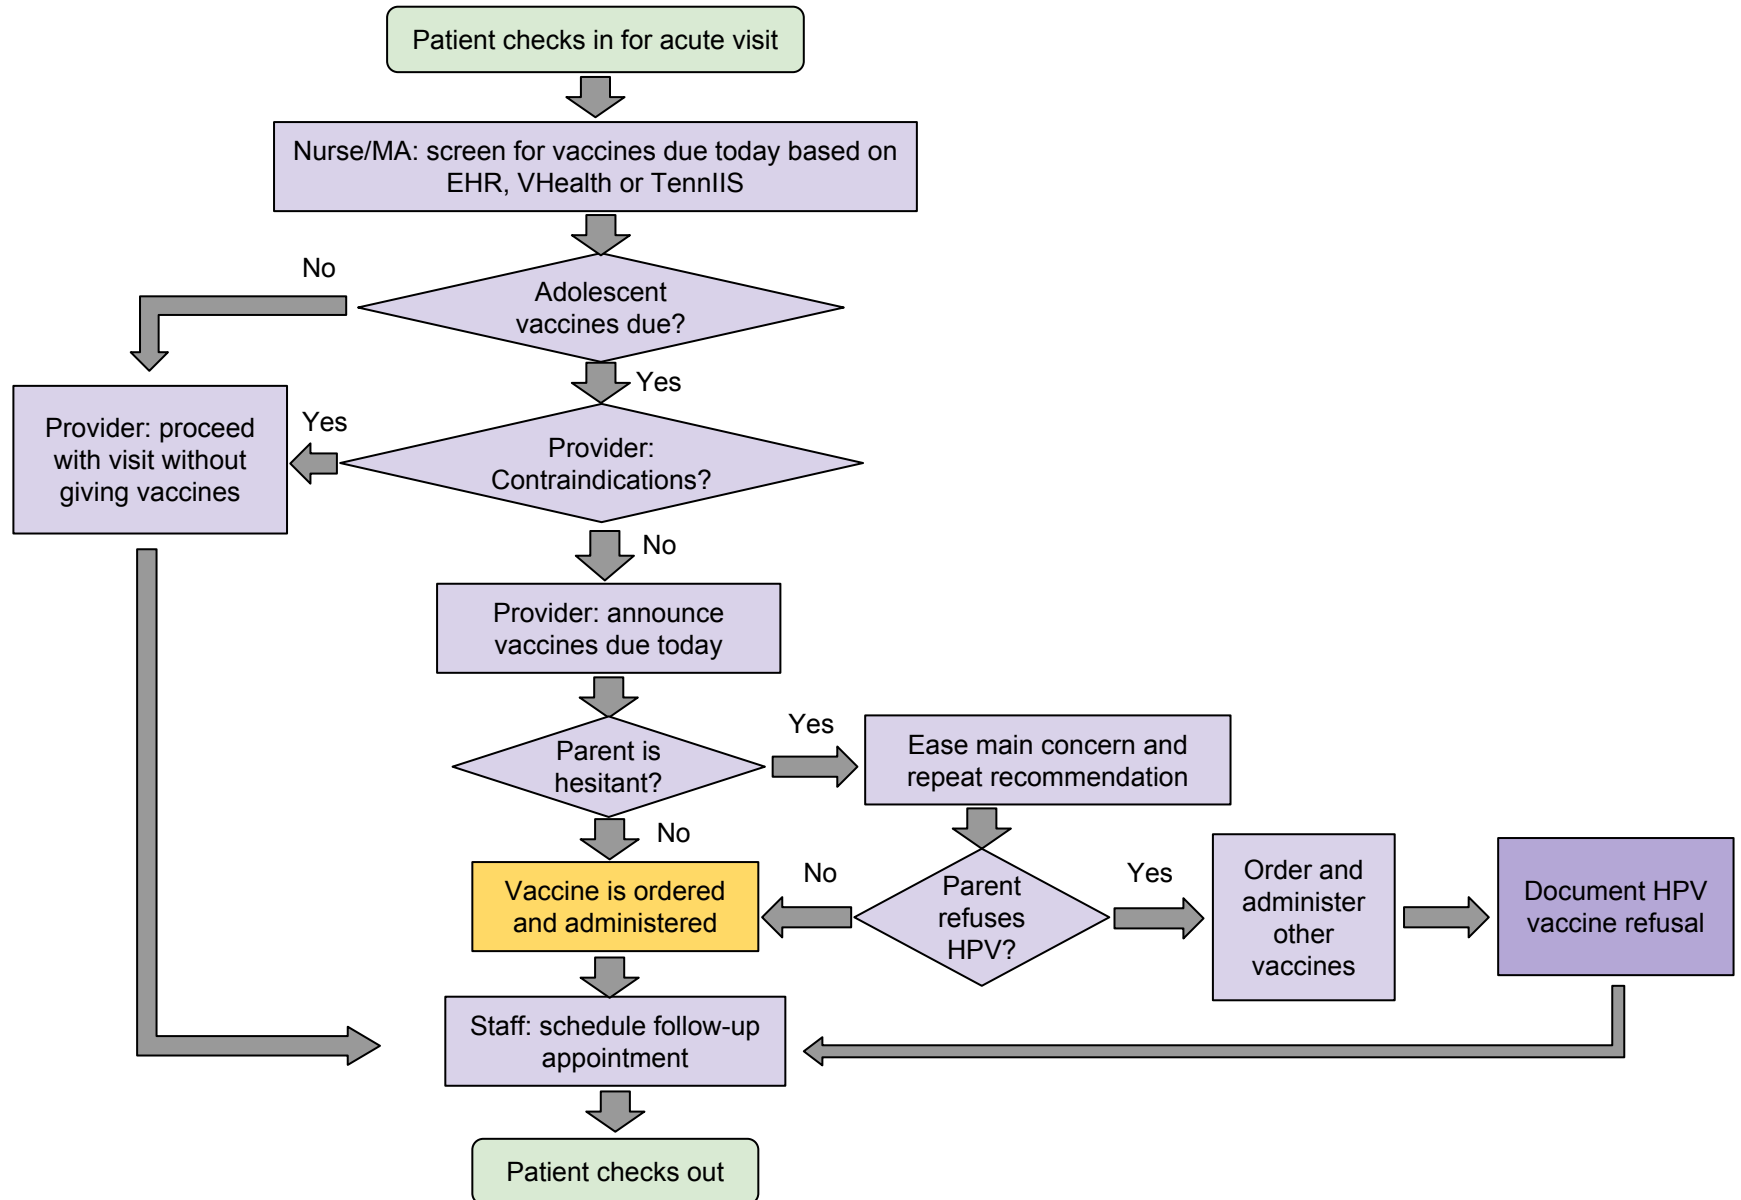 Patient checks in for acute visit
Nurse/MA: screen for vaccines due today based on
EHR, VHealth or TennIIS
No
Adolescent
vaccines due?
Yes
Provider: proceed
with visit without
giving vaccines
Yes
Provider:
Contraindications?
No
Provider: announce
vaccines due today
Parent is
hesitant?
Yes
Ease main concern and
repeat recommendation
No
Vaccine is ordered
and administered
No
Parent
refuses
HPV?
Yes
Order and
administer
other
vaccines
Document HPV
vaccine refusal
Staff: schedule follow-up
appointment
Patient checks out